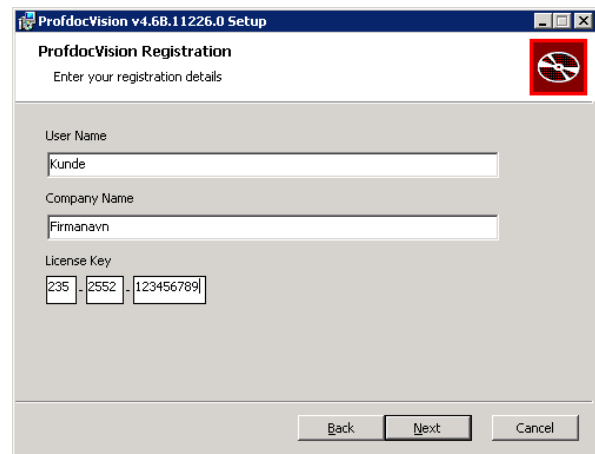 ProfdocVision v4.6B.11226.0 Setup
ProfdocVision Registration
Enter your registration details
User Name
Kunde
Company Name
Firmanavn
License Key
235 - 2552 - 123456789
Back Next Cancel